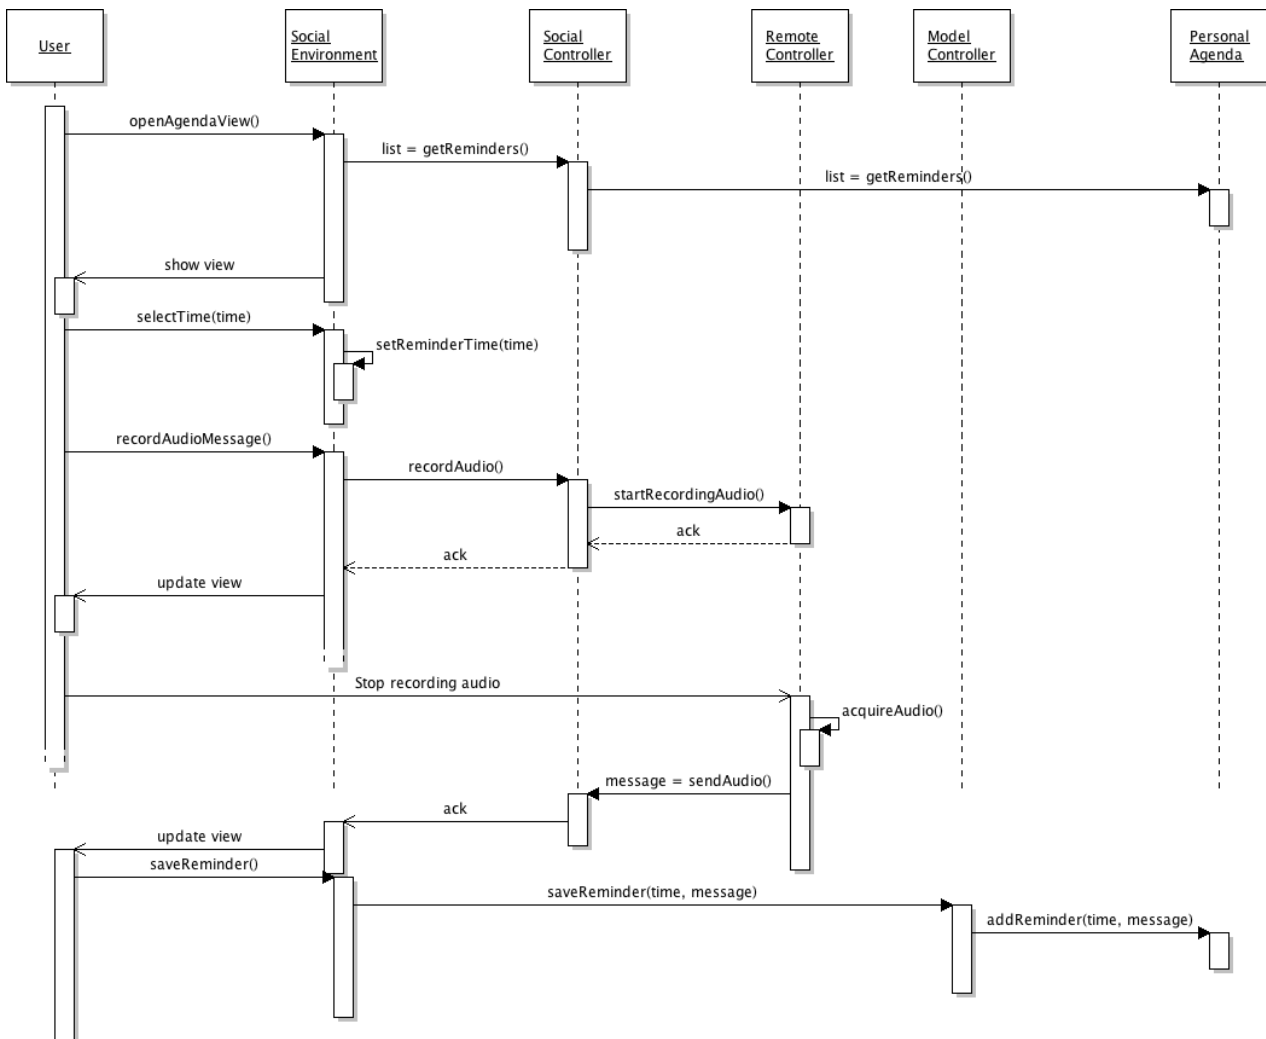 User
Social
Environment
Social
Controller
Remote
Controller
Model
Controller
Personal
Agenda
openAgendaView()
list = getReminders()
list = getReminders()
show view
selectTime(time)
setReminderTime(time)
recordAudioMessage()
recordAudio()
startRecordingAudio()
ack
ack
update view
Stop recording audio
acquireAudio()
message = sendAudio()
ack
update view
saveReminder()
saveReminder(time, message)
addReminder(time, message)